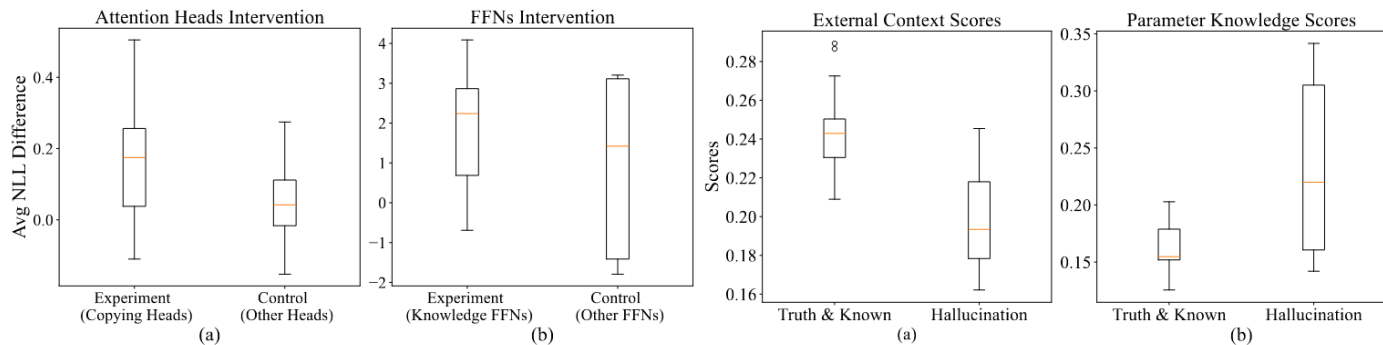 Attention Heads Intervention
Avg NLL Difference
0.4
0.2
0.0
Experiment
(Copying Heads)
Control
(Other Heads)
(a)
FFNs Intervention
4
3
2
1
0
−1
−2
Experiment
(Knowledge FFNs)
Control
(Other FFNs)
(b)
External Context Scores
Scores
0.28
0.26
0.24
0.22
0.20
0.18
0.16
Truth & Known
Hallucination
(a)
Parameter Knowledge Scores
0.35
0.30
0.25
0.20
0.15
Truth & Known
Hallucination
(b)